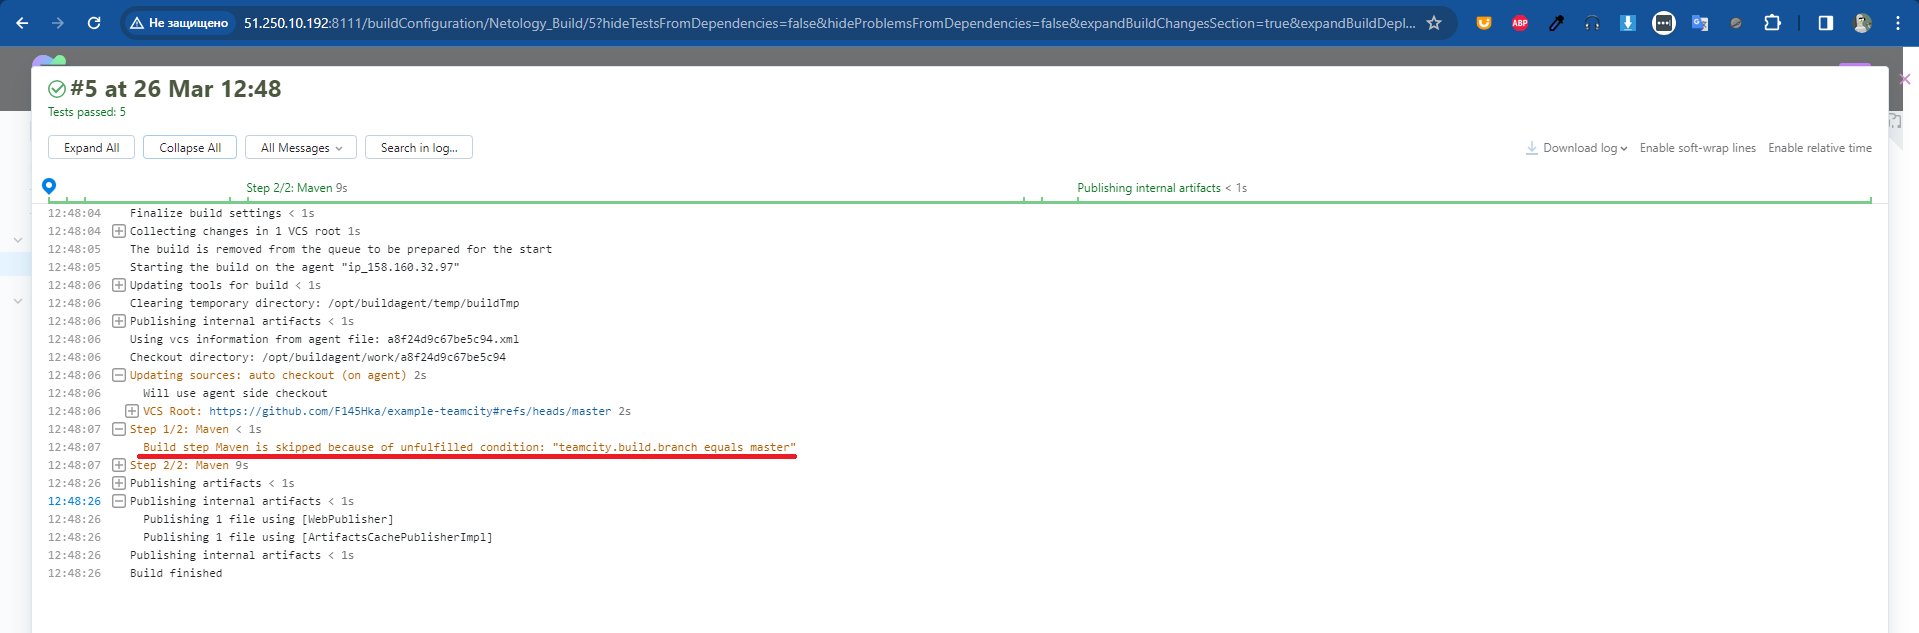 Не защищено 51.250.10.192:8111/buildConfiguration/Netology_Build/5?hideTestsFromDependencies=false&hideProblemsFromDependencies=false&expandBuildChangesSection=true&expandBuildDepl...
ABP
#5 at 26 Mar 12:48
Tests passed: 5
Expand All Collapse All All Messages Search in log... Download log Enable soft-wrap lines Enable relative time
Step 2/2: Maven 9s Publishing internal artifacts < 1s
12:48:04 Finalize build settings < 1s
12:48:04 Collecting changes in 1 VCS root 1s
12:48:05 The build is removed from the queue to be prepared for the start
12:48:05 Starting the build on the agent "ip_158.160.32.97"
12:48:06 Updating tools for build < 1s
12:48:06 Clearing temporary directory: /opt/buildagent/temp/buildTmp
12:48:06 Publishing internal artifacts < 1s
12:48:06 Using vcs information from agent file: a8f24d9c67be5c94.xml
12:48:06 Checkout directory: /opt/buildagent/work/a8f24d9c67be5c94
12:48:06 Updating sources: auto checkout (on agent) 2s
12:48:06 Will use agent side checkout
12:48:06 VCS Root: https://github.com/F145Hka/example-teamcity#refs/heads/master 2s
12:48:07 Step 1/2: Maven < 1s
12:48:07 Build step Maven is skipped because of unfulfilled condition: "teamcity.build.branch equals master"
12:48:07 Step 2/2: Maven 9s
12:48:26 Publishing artifacts < 1s
12:48:26 Publishing internal artifacts < 1s
12:48:26 Publishing 1 file using [WebPublisher]
12:48:26 Publishing 1 file using [ArtifactsCachePublisherImpl]
12:48:26 Publishing internal artifacts < 1s
12:48:26 Build finished